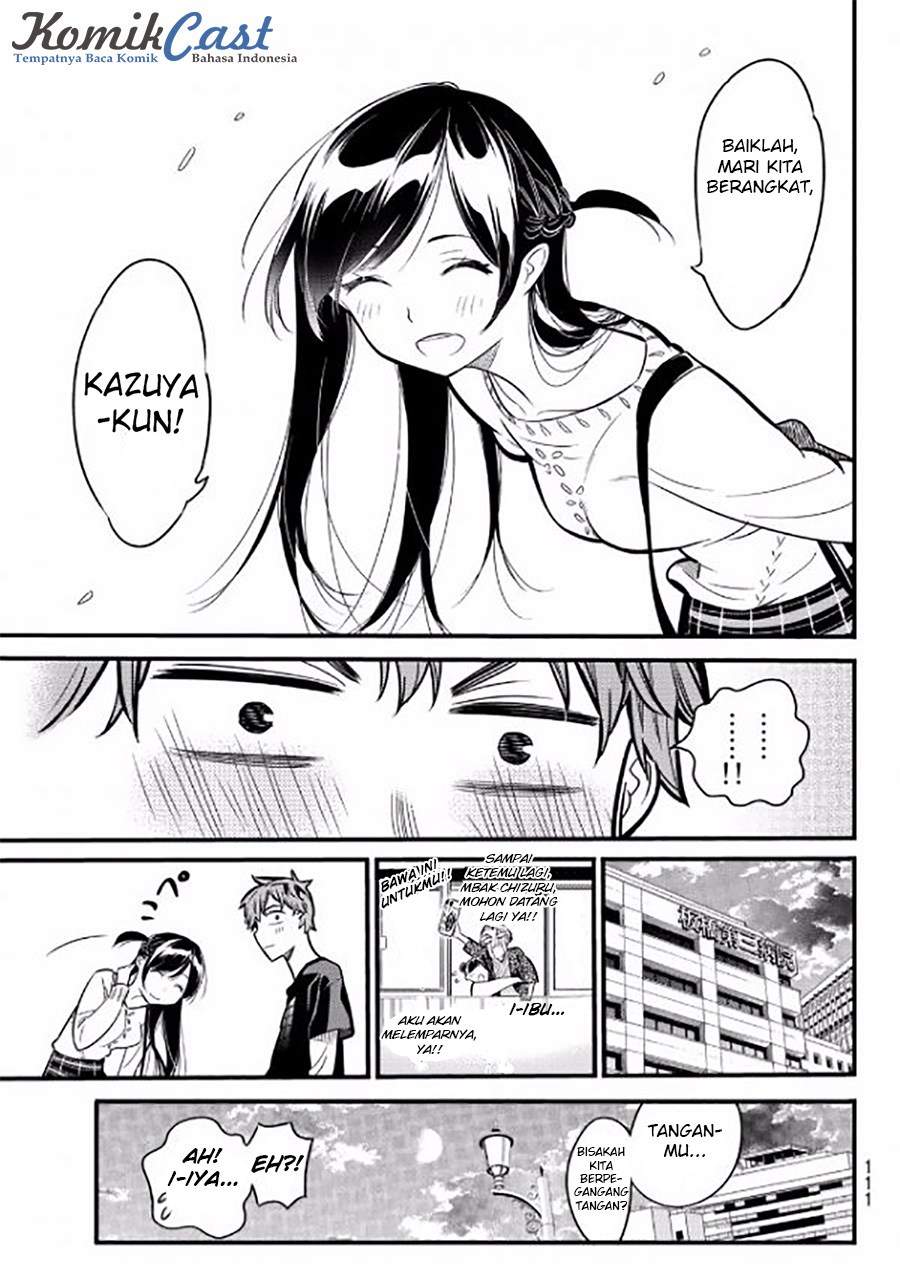 KomikCast
Tempatnya Baca Komik Bahasa Indonesia
BAIKLAH,
MARI KITA
BERANGKAT,
KAZUYA
-KUN!
........
!!
SAMPAI
KETEMU LAGI,
MBAK CHIZURU,
MOHON DATANG
LAGI YA!!
BAWA INI
UNTUKMU!!
I-IBU...
AKU AKAN
MELEMPARNYA,
YA!!
ペ
TANGAN-
MU...
BISAKAH
KITA
BERPE-
GANGANG
TANGAN?
EH?!
AH!
I-IYA...
111